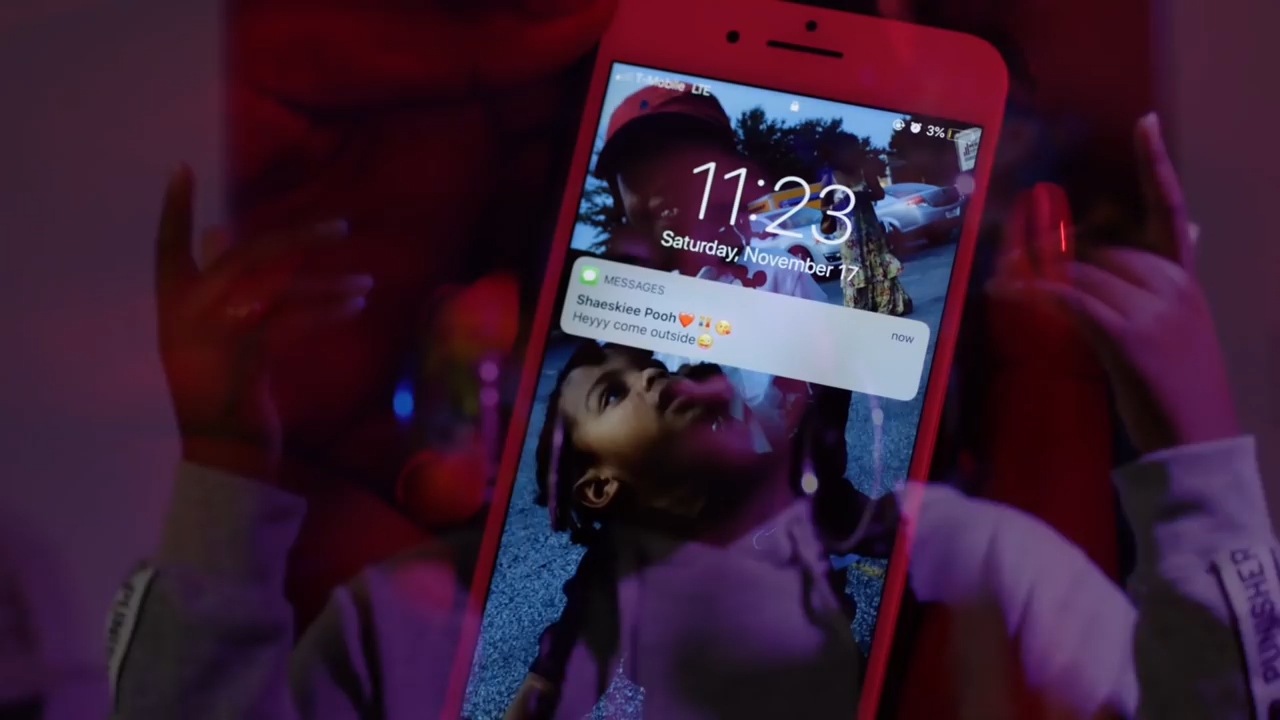 T-Mobile LTE
3%
11:23
Saturday, November 17
MESSAGES
Shaeskiee Pooh❤️👯😘
now
Heyyy come outside😜
PUNISHER